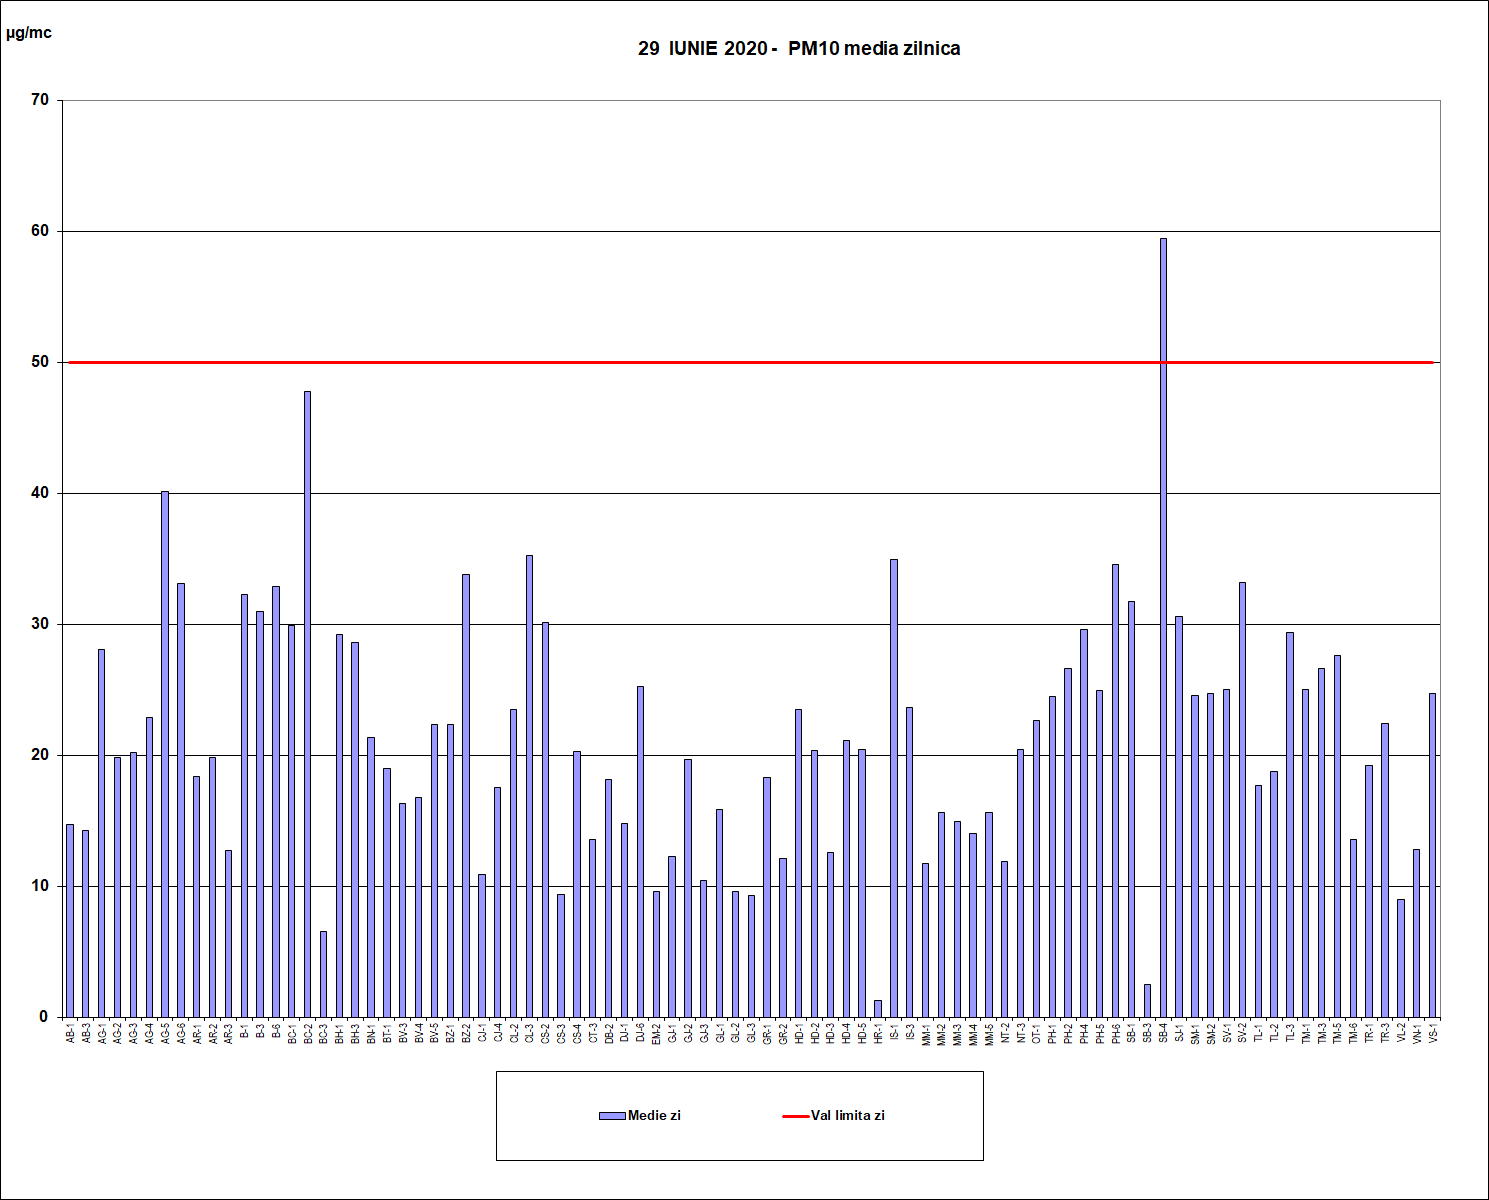 µg/mc
29  IUNIE 2020 -  PM10 media zilnica
70
60
50
40
30
20
10
0
AB-1 AB-3 AG-1 AG-2 AG-3 AG-4 AG-5 AG-6 AR-1 AR-2 AR-3 B-1 B-3 B-6 BC-1 BC-2 BC-3 BH-1 BH-3 BN-1 BT-1 BV-3 BV-4 BV-5 BZ-1 BZ-2 CJ-1 CJ-4 CL-2 CL-3 CS-2 CS-3 CS-4 CT-3 DB-2 DJ-1 DJ-6 EM-2 GJ-1 GJ-2 GJ-3 GL-1 GL-2 GL-3 GR-1 GR-2 HD-1 HD-2 HD-3 HD-4 HD-5 HR-1 IS-1 IS-3 MM-1 MM-2 MM-3 MM-4 MM-5 NT-2 NT-3 OT-1 PH-1 PH-2 PH-4 PH-5 PH-6 SB-1 SB-3 SB-4 SJ-1 SM-1 SM-2 SV-1 SV-2 TL-1 TL-2 TL-3 TM-1 TM-3 TM-5 TM-6 TR-1 TR-3 VL-2 VN-1 VS-1
Medie zi
Val limita zi